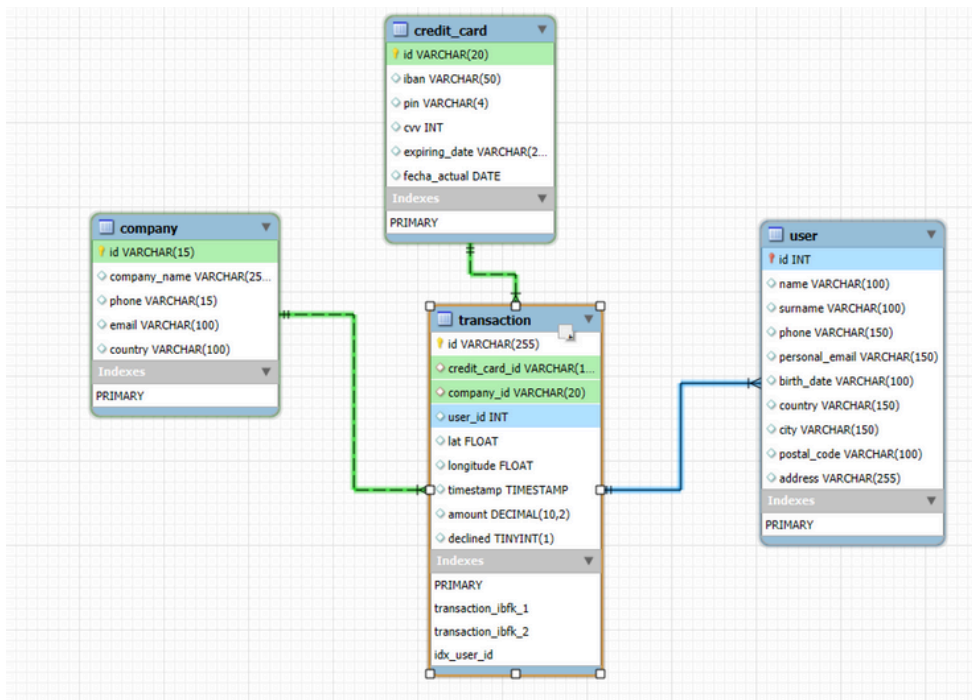 credit_card
id VARCHAR(20)
iban VARCHAR(50)
pin VARCHAR(4)
cvv INT
expiring_date VARCHAR(2...
fecha_actual DATE
Indexes
PRIMARY
company
id VARCHAR(15)
company_name VARCHAR(25...
phone VARCHAR(15)
email VARCHAR(100)
country VARCHAR(100)
Indexes
PRIMARY
transaction
id VARCHAR(255)
credit_card_id VARCHAR(1...
company_id VARCHAR(20)
user_id INT
lat FLOAT
longitude FLOAT
timestamp TIMESTAMP
amount DECIMAL(10,2)
declined TINYINT(1)
Indexes
PRIMARY
transaction_ibfk_1
transaction_ibfk_2
idx_user_id
user
id INT
name VARCHAR(100)
surname VARCHAR(100)
phone VARCHAR(150)
personal_email VARCHAR(150)
birth_date VARCHAR(100)
country VARCHAR(150)
city VARCHAR(150)
postal_code VARCHAR(100)
address VARCHAR(255)
Indexes
PRIMARY